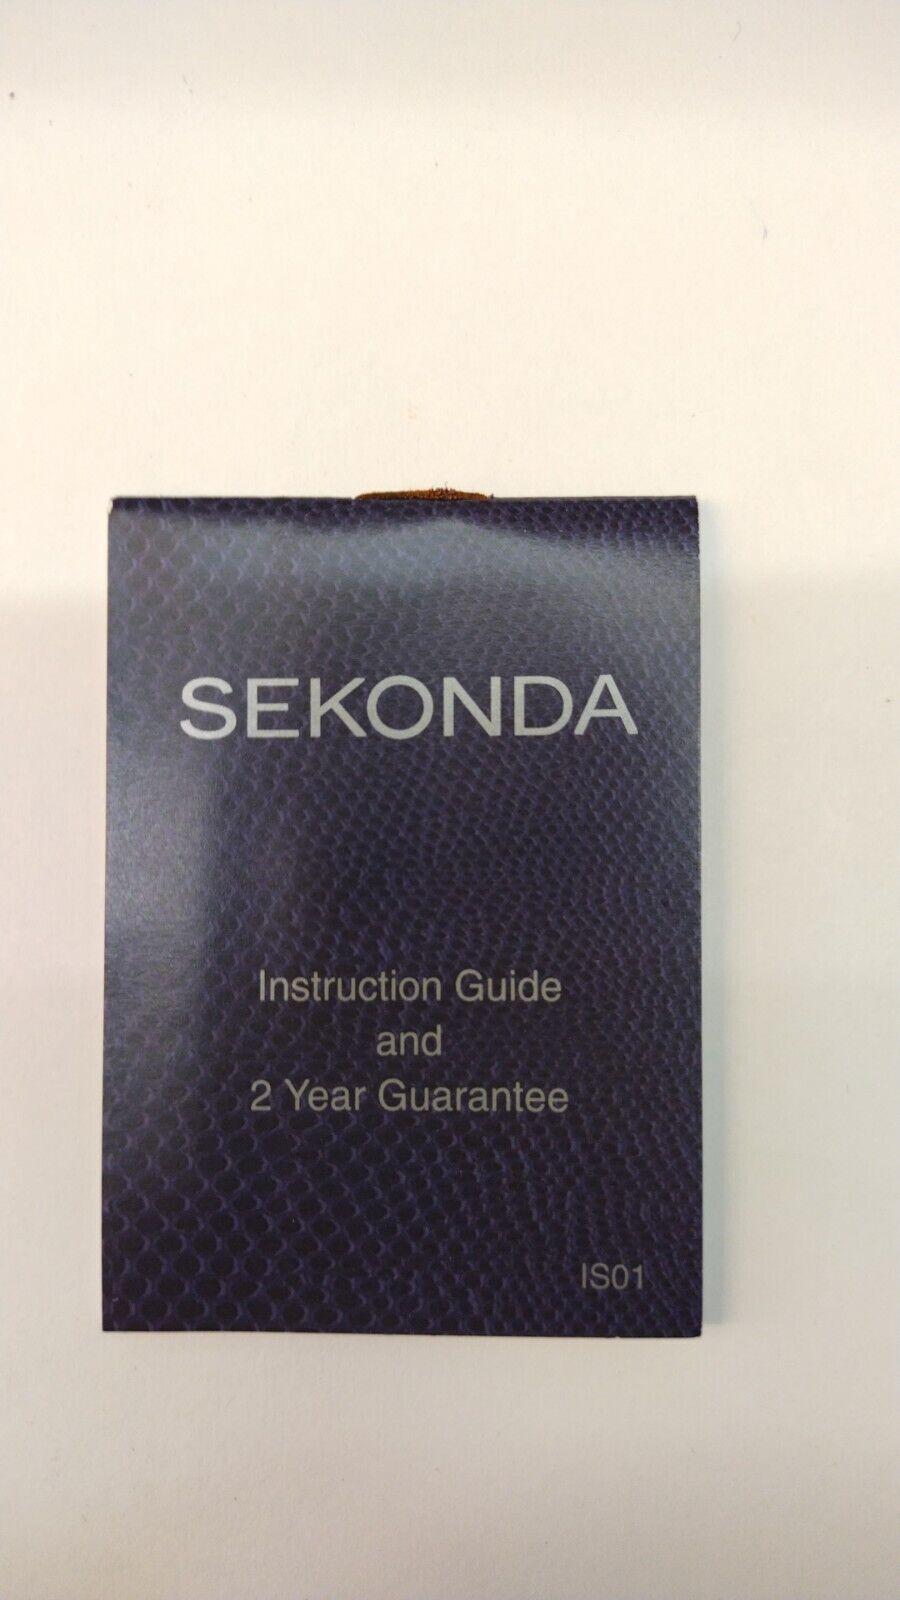 SEKONDA
Instruction Guide
and
2 Year Guarantee
IS01